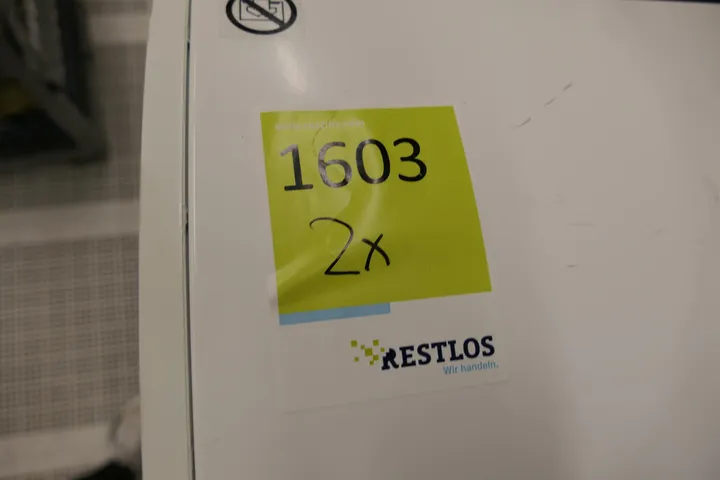 1603
2x
RESTLOS
Wir handeln.